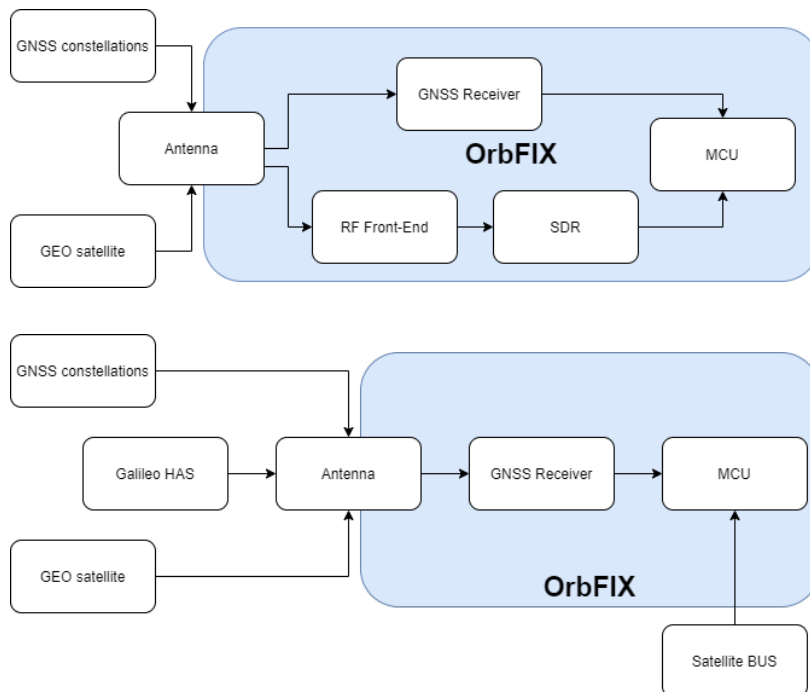 GNSS constellations
GNSS Receiver
Antenna
OrbFIX
MCU
GEO satellite
RF Front-End
SDR
GNSS constellations
Galileo HAS
Antenna
GNSS Receiver
MCU
GEO satellite
OrbFIX
Satellite BUS